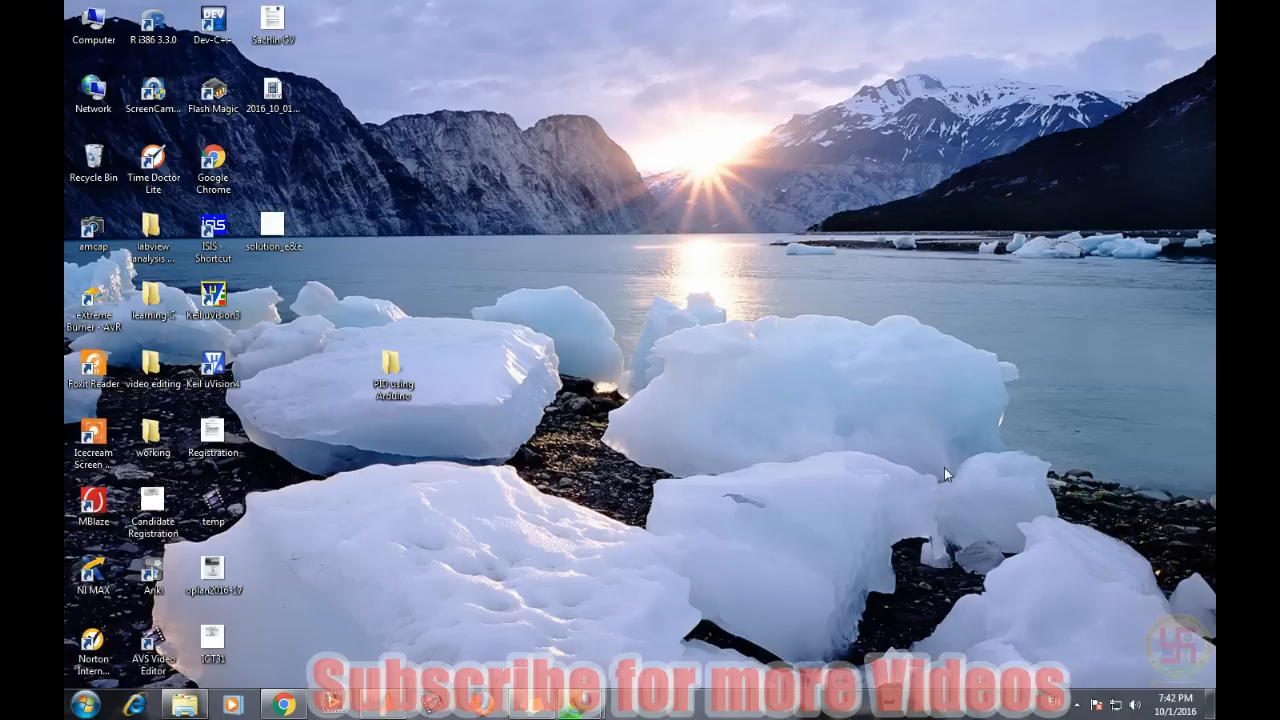 Computer
R i386 3.3.0
Dev-C++
Sachin CV
Network
ScreenCam...
Flash Magic
2016_10_01...
Recycle Bin
Time Doctor
Lite
Google
Chrome
amcap
labview
analysis ...
ISIS -
Shortcut
solution_e&e
eXtreme
Burner - AVR
learning C
Keil uVision3
Foxit Reader
video editing
Keil uVision4
PID using
Arduino
Icecream
Screen ...
working
Registration
MBlaze
Candidate
Registration
temp
NI MAX
Anki
oplan2016-17
Norton
Intern...
AVS Video
Editor
ICT31
Subscribe for more Videos
EN
7:42 PM
10/1/2016